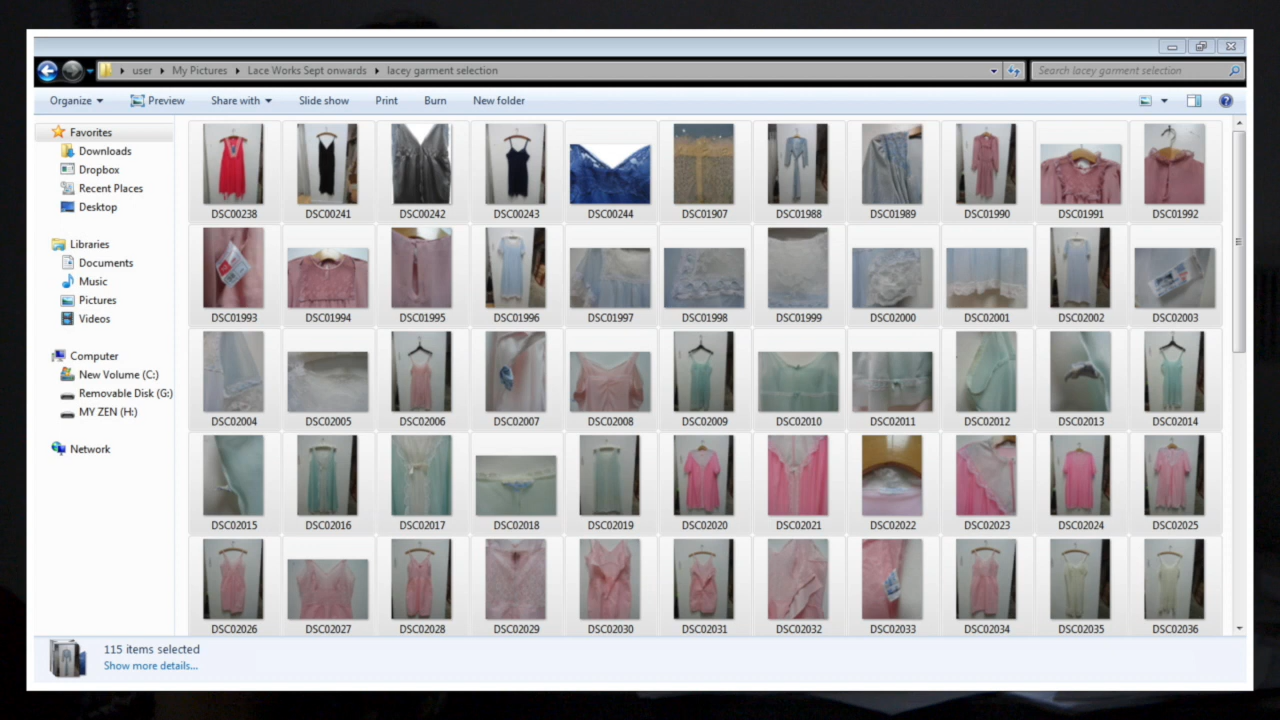 user ▸ My Pictures ▸ Lace Works Sept onwards ▸ lacey garment selection
Search lacey garment selection
Organize Preview Share with Slide show Print Burn New folder
Favorites
Downloads
Dropbox
Recent Places
Desktop
Libraries
Documents
Music
Pictures
Videos
Computer
New Volume (C:)
Removable Disk (G:)
MY ZEN (H:)
Network
DSC00238 DSC00241 DSC00242 DSC00243 DSC00244 DSC01907 DSC01988 DSC01989 DSC01990 DSC01991 DSC01992
DSC01993 DSC01994 DSC01995 DSC01996 DSC01997 DSC01998 DSC01999 DSC02000 DSC02001 DSC02002 DSC02003
DSC02004 DSC02005 DSC02006 DSC02007 DSC02008 DSC02009 DSC02010 DSC02011 DSC02012 DSC02013 DSC02014
DSC02015 DSC02016 DSC02017 DSC02018 DSC02019 DSC02020 DSC02021 DSC02022 DSC02023 DSC02024 DSC02025
DSC02026 DSC02027 DSC02028 DSC02029 DSC02030 DSC02031 DSC02032 DSC02033 DSC02034 DSC02035 DSC02036
115 items selected
Show more details...